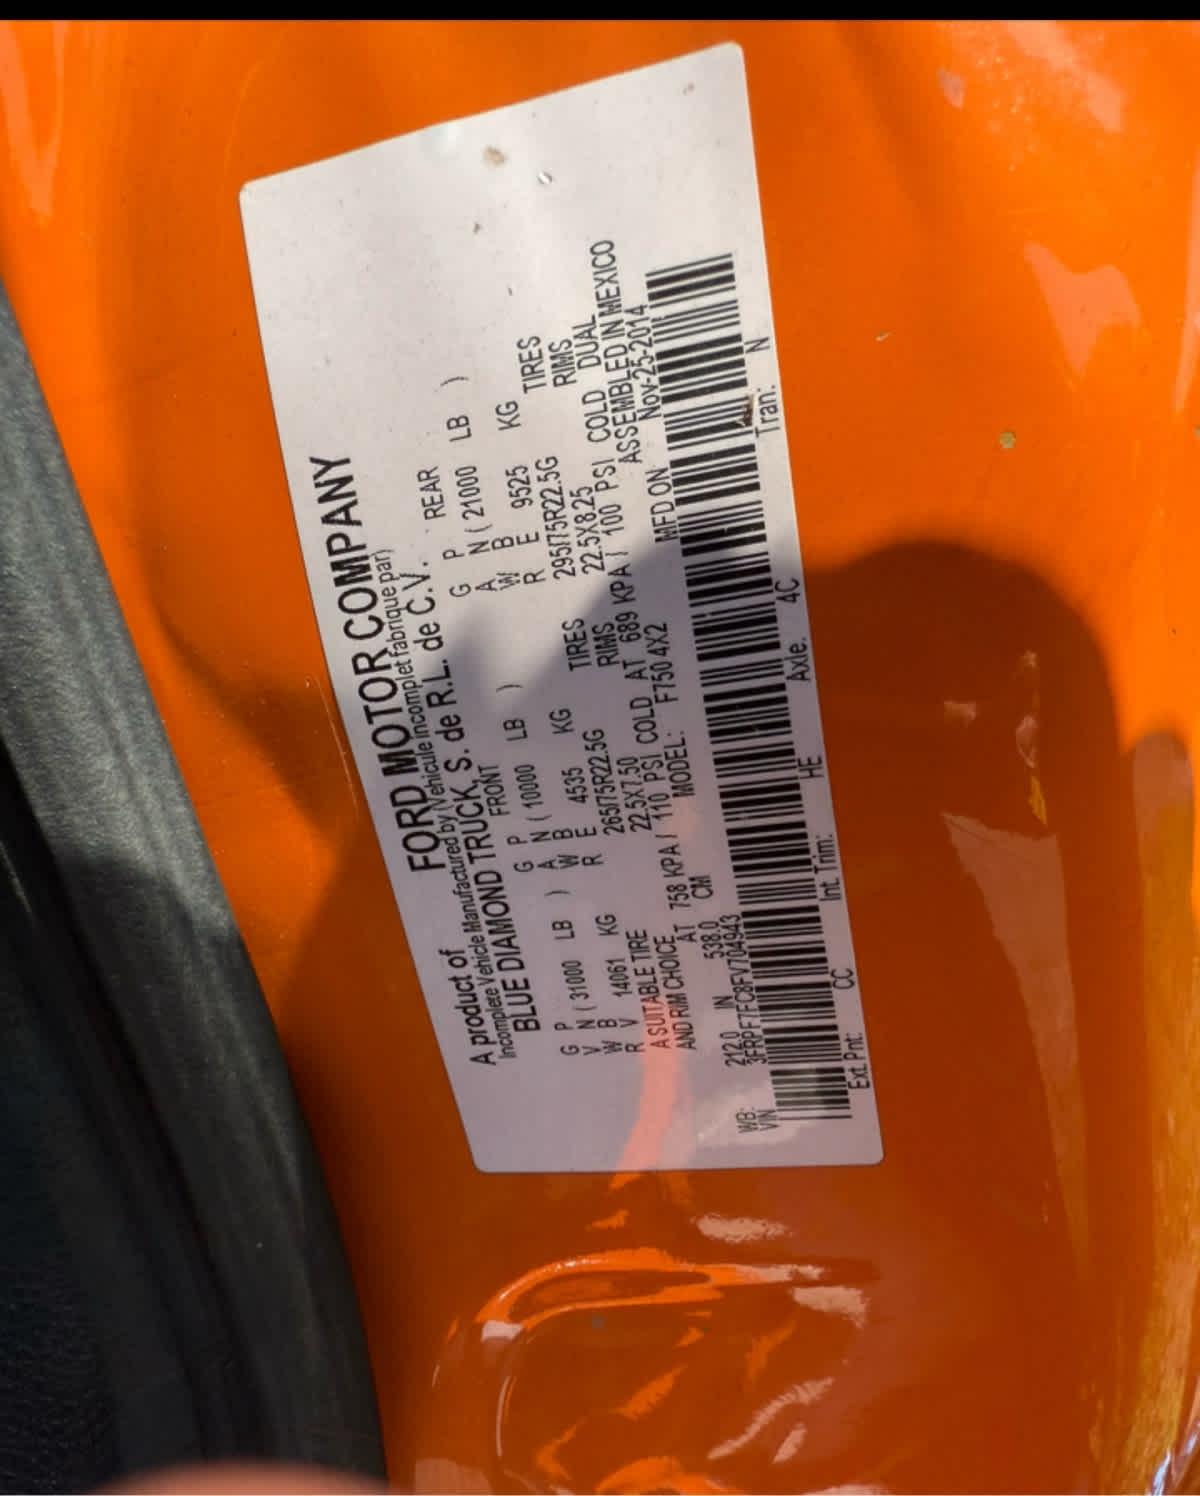 A product of FORD MOTOR COMPANY
Incomplete Vehicle Manufactured by (Vehicule incomplet fabrique par)
BLUE DIAMOND TRUCK, S. de R.L. de C.V.
FRONT REAR
G P G P G P
V N ( 31000 LB ) A N ( 10000 LB ) A N ( 21000 LB )
W B W B W B
R V 14061 KG R E 4535 KG R E 9525 KG
A SUITABLE TIRE 265/75R22.5G TIRES 295/75R22.5G TIRES
AND RIM CHOICE 22.5X7.50 RIMS 22.5X8.25 RIMS
AT 758 KPA / 110 PSI COLD AT 689 KPA / 100 PSI COLD DUAL
CM MODEL: F750 4X2 ASSEMBLED IN MEXICO
WB: 212.0 IN 538.0 MFD ON Nov-25-2014
VIN 3FRPF7FC8FV704943
Ext. Pnt: CC Int. Trim: HE Axle. 4C Tran: N